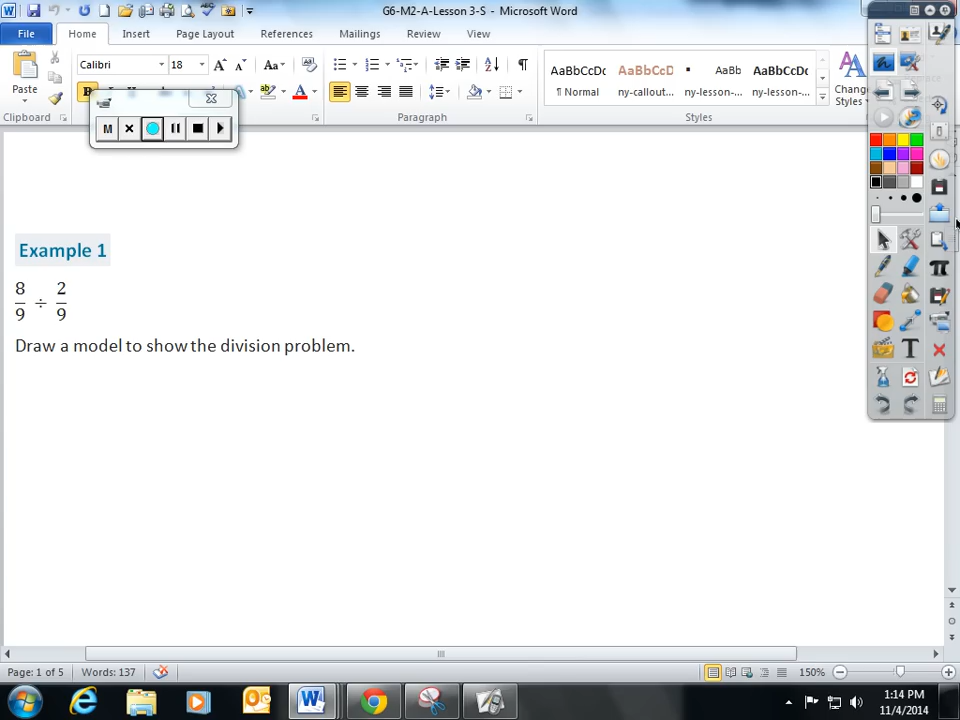 G6-M2-A-Lesson 3-S - Microsoft Word
File Home Insert Page Layout References Mailings Review View
Calibri 18 Aa
Paste
AaBbCcDc AaBbCcD AaBb AaBbCcDc
¶ Normal ny-callout... ny-lesson-... ny-lesson-...
Change Styles
Clipboard Paragraph Styles
M
Example 1
8/9 ÷ 2/9
Draw a model to show the division problem.
Page: 1 of 5 Words: 137 150%
1:14 PM
11/4/2014